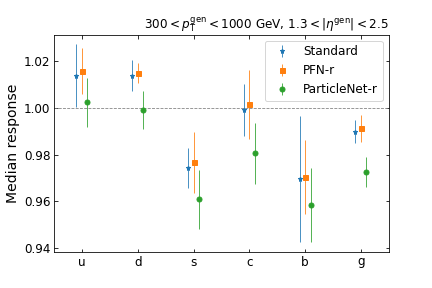 300 < p_T^gen < 1000 GeV, 1.3 < |η^gen| < 2.5
Standard
PFN-r
ParticleNet-r
Median response
1.02
1.00
0.98
0.96
0.94
u d s c b g